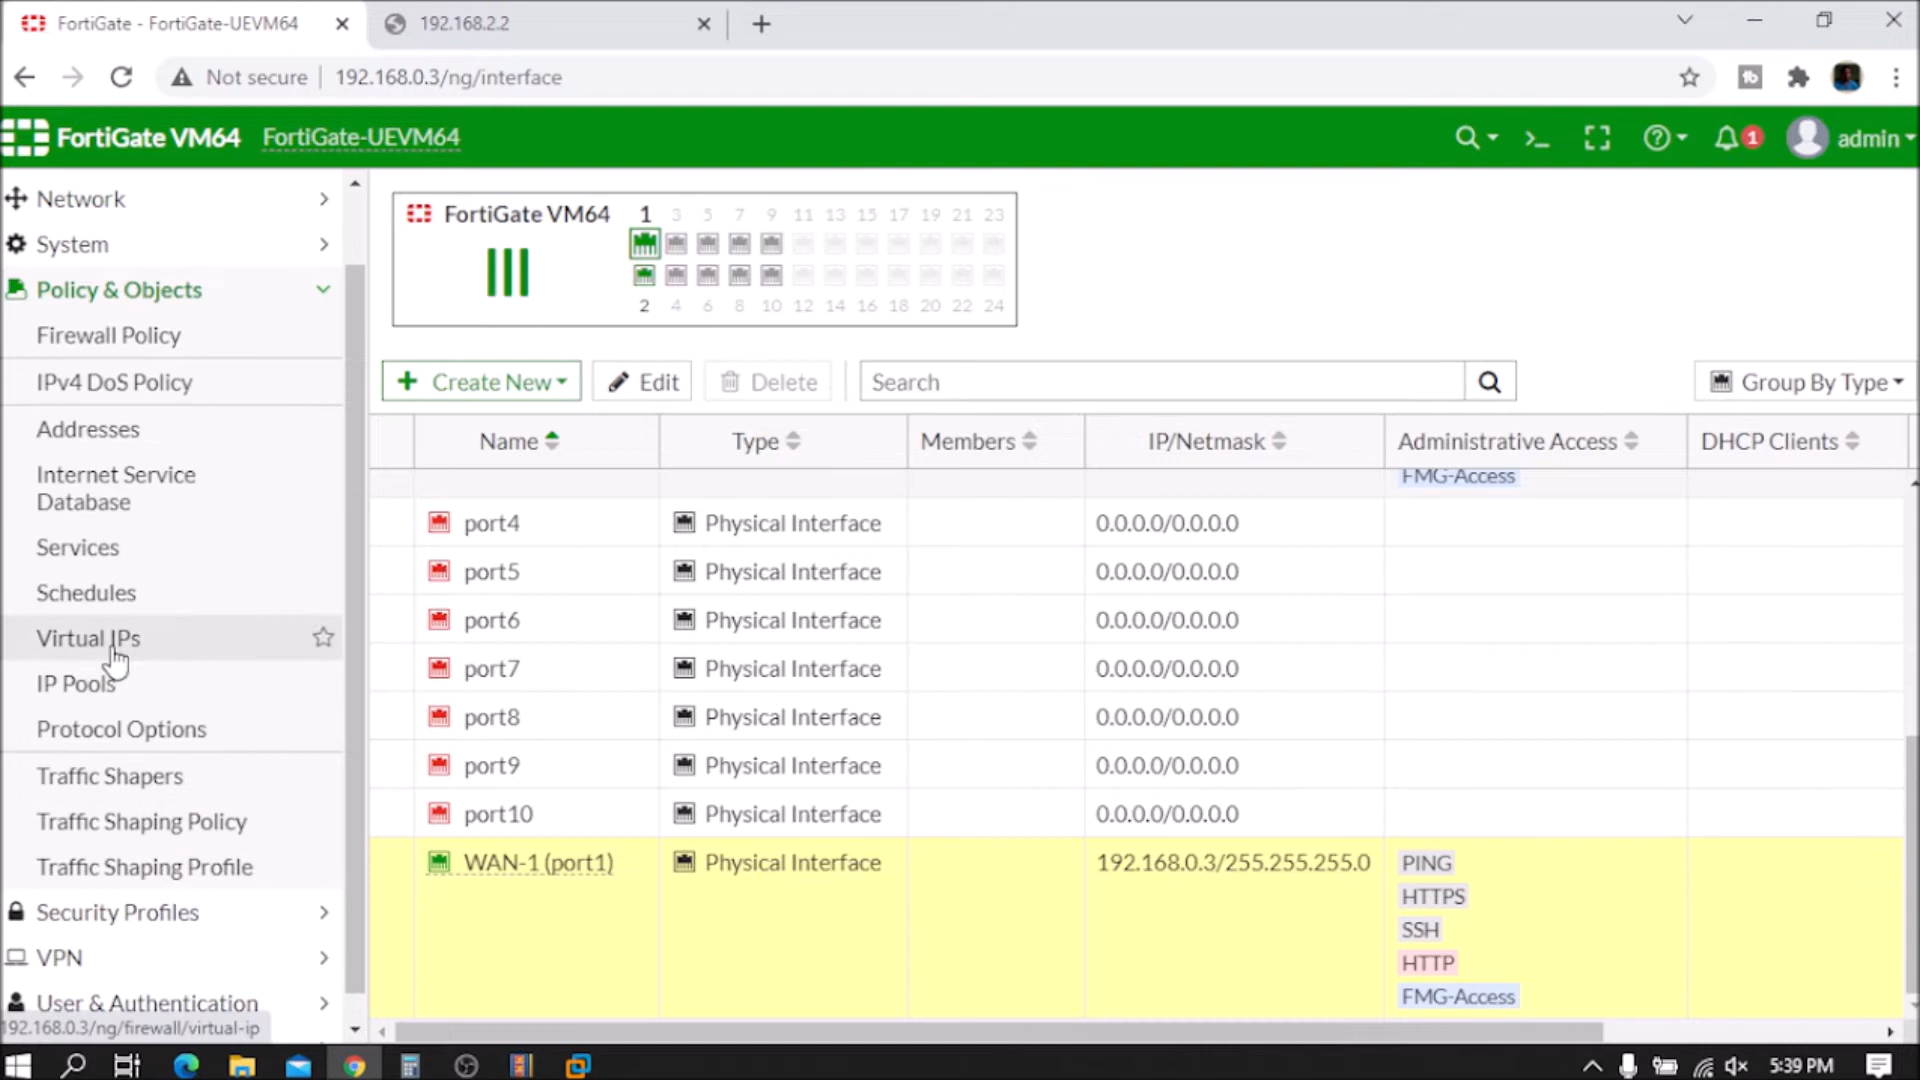 FortiGate - FortiGate-UEVM64
192.168.2.2
Not secure
192.168.0.3/ng/interface
FortiGate VM64
FortiGate-UEVM64
1
admin
Network
System
Policy & Objects
Firewall Policy
IPv4 DoS Policy
Addresses
Internet Service
Database
Services
Schedules
Virtual IPs
IP Pools
Protocol Options
Traffic Shapers
Traffic Shaping Policy
Traffic Shaping Profile
Security Profiles
VPN
User & Authentication
192.168.0.3/ng/firewall/virtual-ip
FortiGate VM64
1 3 5 7 9 11 13 15 17 19 21 23
2 4 6 8 10 12 14 16 18 20 22 24
Create New
Edit
Delete
Search
Group By Type
Name Type Members IP/Netmask Administrative Access DHCP Clients
FMG-Access
port4 Physical Interface 0.0.0.0/0.0.0.0
port5 Physical Interface 0.0.0.0/0.0.0.0
port6 Physical Interface 0.0.0.0/0.0.0.0
port7 Physical Interface 0.0.0.0/0.0.0.0
port8 Physical Interface 0.0.0.0/0.0.0.0
port9 Physical Interface 0.0.0.0/0.0.0.0
port10 Physical Interface 0.0.0.0/0.0.0.0
WAN-1 (port1) Physical Interface 192.168.0.3/255.255.255.0 PING
HTTPS
SSH
HTTP
FMG-Access
5:39 PM